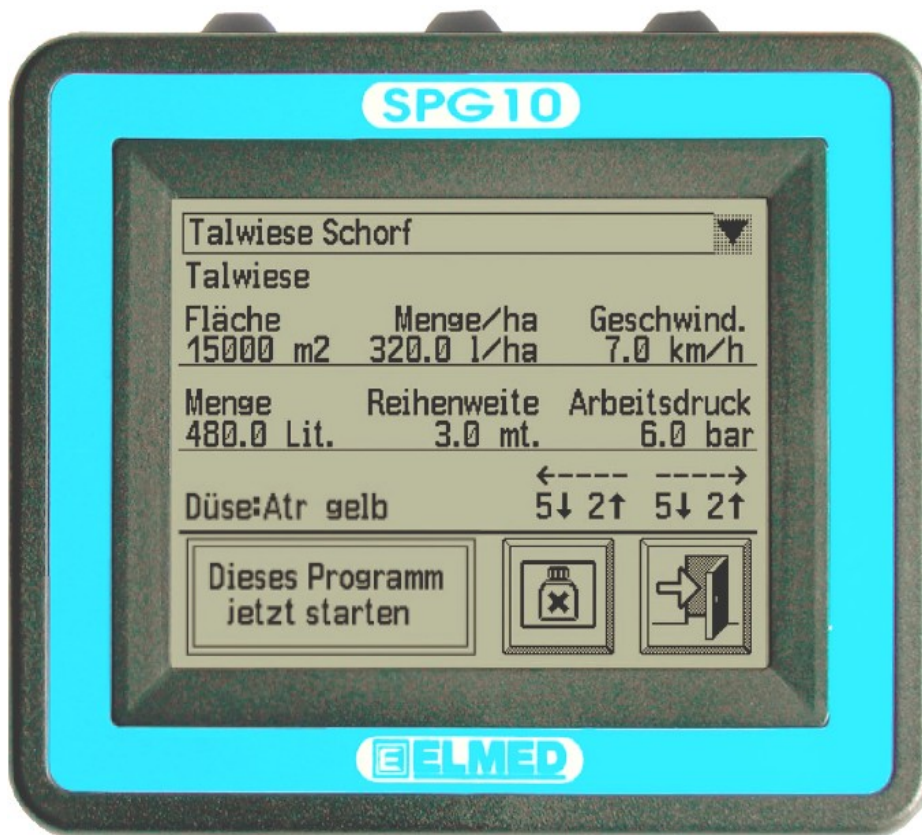 SPG10
Talwiese Schorf
Talwiese
Fläche Menge/ha Geschwind.
15000 m2 320.0 l/ha 7.0 km/h
Menge Reihenweite Arbeitsdruck
480.0 Lit. 3.0 mt. 6.0 bar
←---- ----→
Düse:Atr gelb 5↓ 2↑ 5↓ 2↑
Dieses Programm
jetzt starten
E ELMED